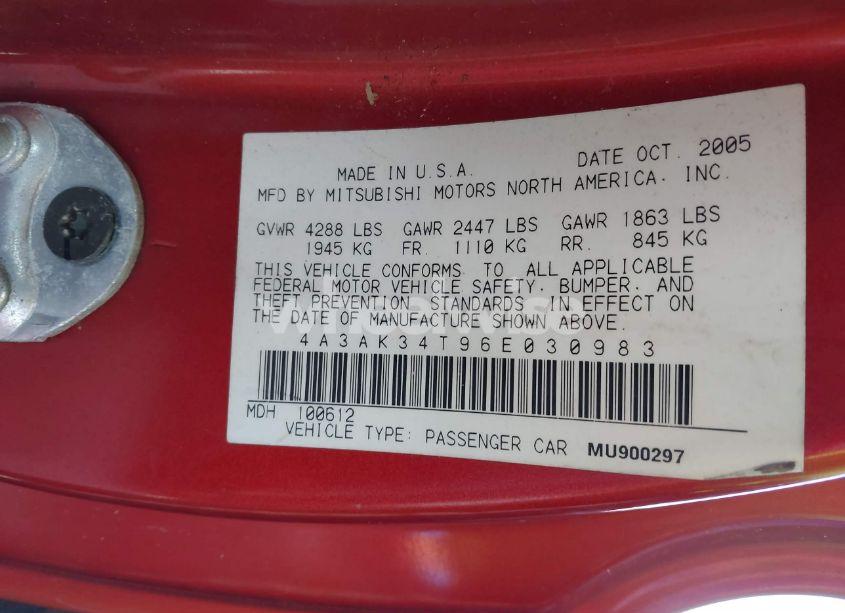 MADE IN U.S.A. DATE OCT. 2005
MFD BY MITSUBISHI MOTORS NORTH AMERICA. INC.
GVWR 4288 LBS GAWR 2447 LBS GAWR 1863 LBS
1945 KG FR. 1110 KG RR. 845 KG
THIS VEHICLE CONFORMS TO ALL APPLICABLE
FEDERAL MOTOR VEHICLE SAFETY. BUMPER. AND
THEFT PREVENTION STANDARDS IN EFFECT ON
THE DATE OF MANUFACTURE SHOWN ABOVE.
4A3AK34T96E030983
MDH 100612
VEHICLE TYPE: PASSENGER CAR MU900297